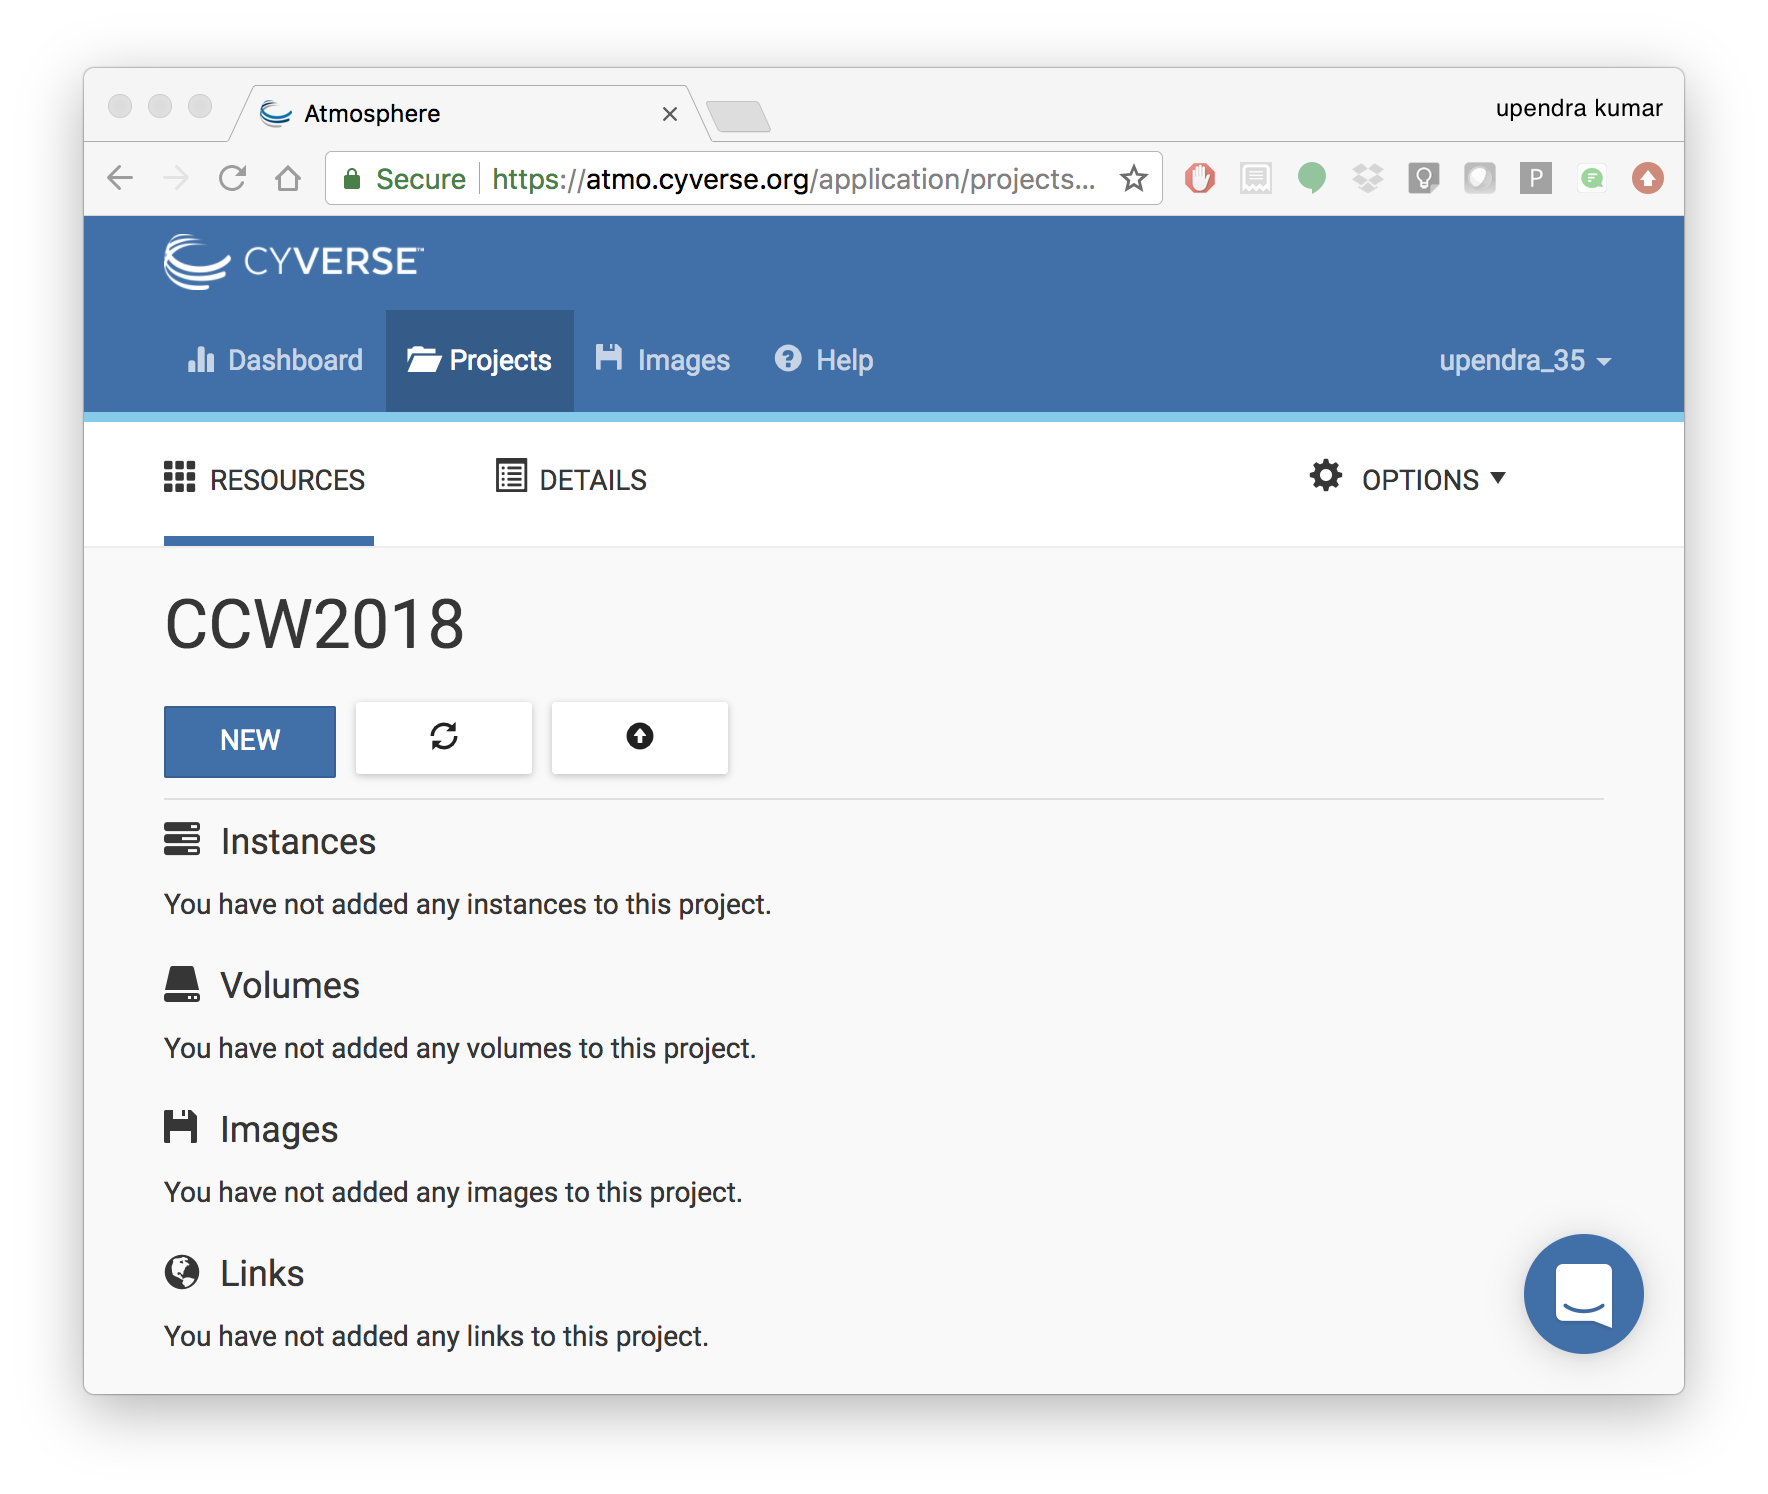 Atmosphere
upendra kumar
Secure https://atmo.cyverse.org/application/projects...
P
CYVERSE™
Dashboard Projects Images Help upendra_35
RESOURCES DETAILS OPTIONS
CCW2018
NEW
Instances
You have not added any instances to this project.
Volumes
You have not added any volumes to this project.
Images
You have not added any images to this project.
Links
You have not added any links to this project.